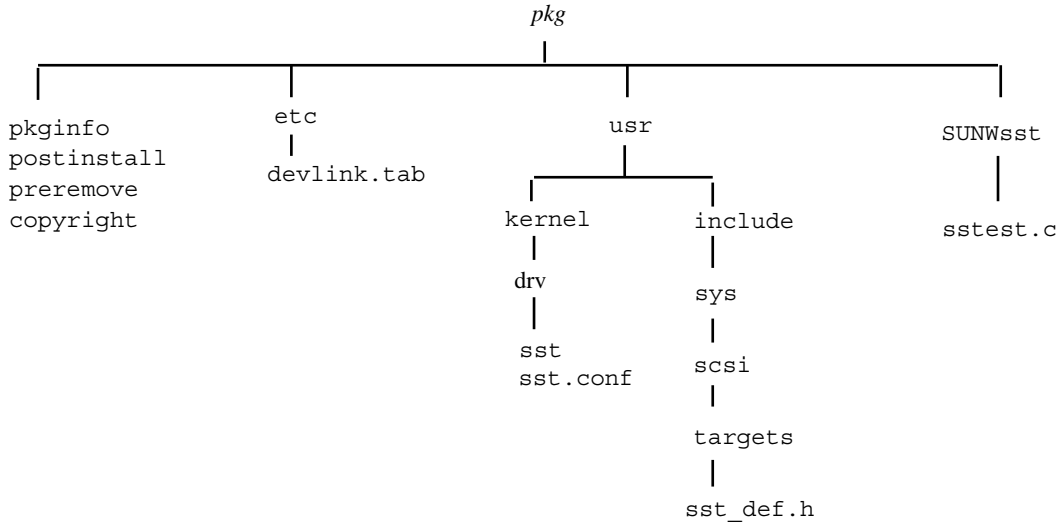 pkg
pkginfo
postinstall
preremove
copyright
etc
devlink.tab
usr
kernel
drv
sst
sst.conf
include
sys
scsi
targets
sst_def.h
SUNWsst
sstest.c